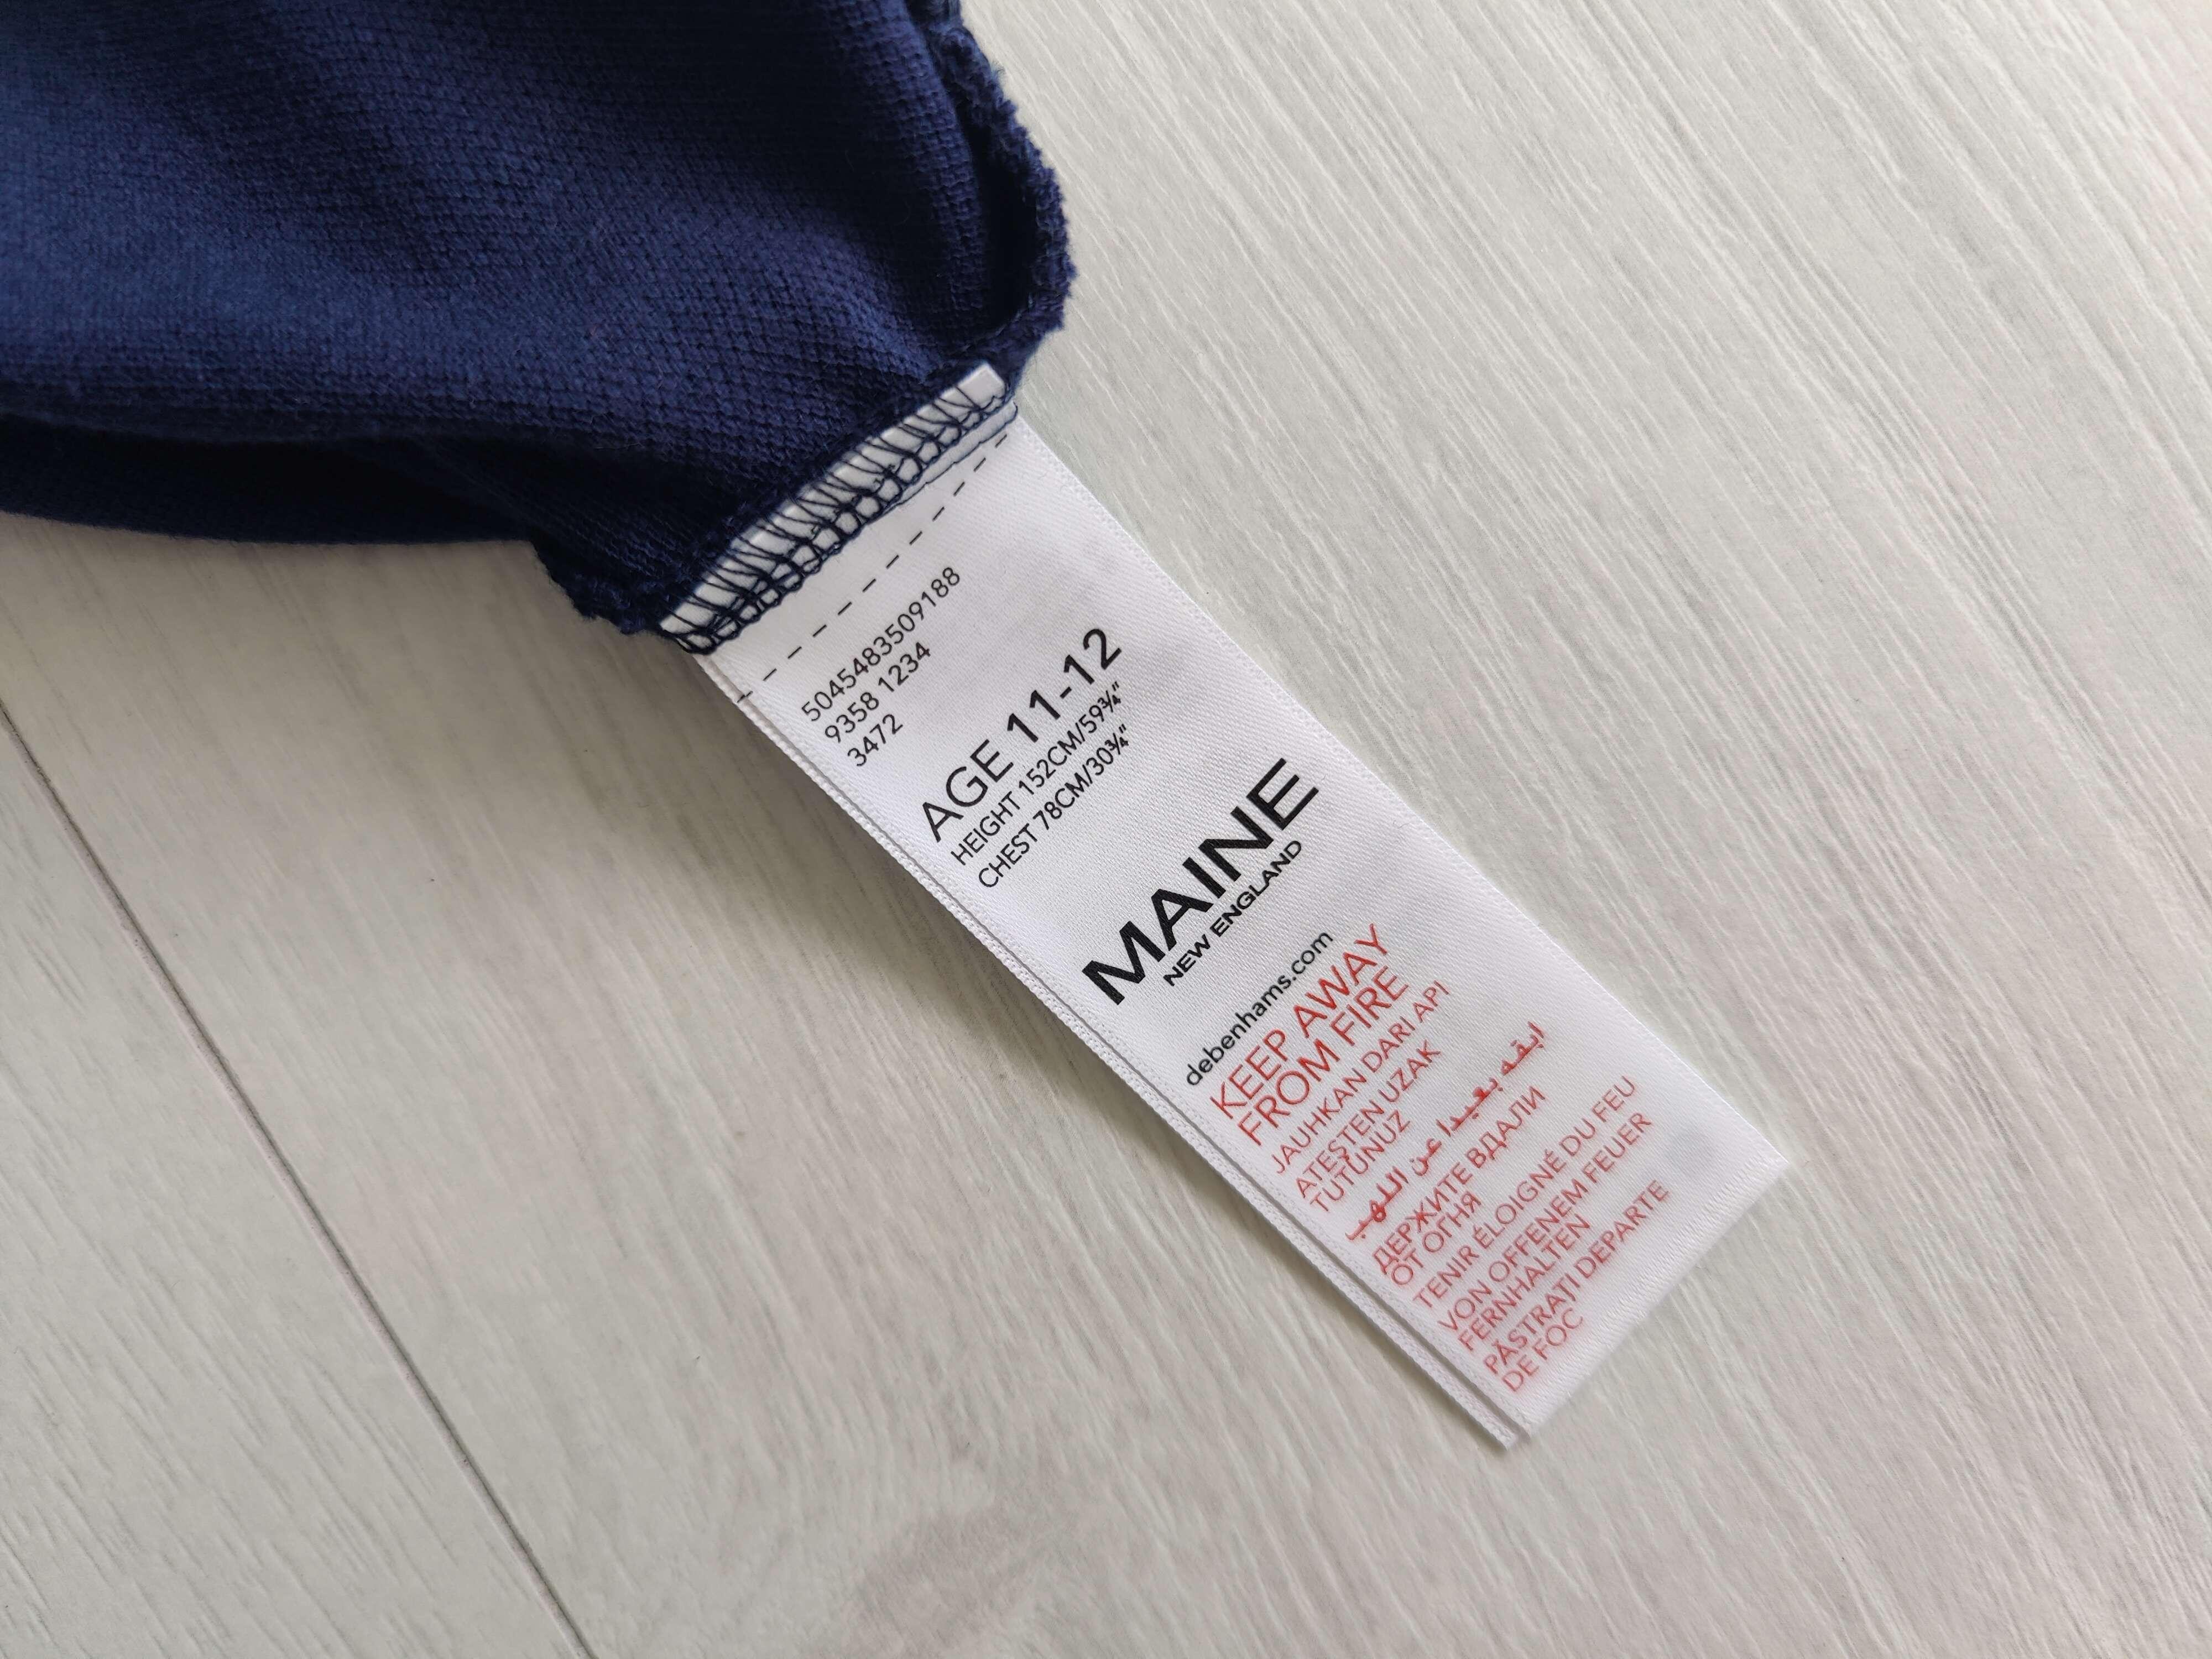 5045483509188
9358 1234
3472
AGE 11-12
HEIGHT 152CM/59¾"
CHEST 78CM/30¾"
MAINE
NEW ENGLAND
debenhams.com
KEEP AWAY
FROM FIRE
JAUHKAN DARI API
ATEŞTEN UZAK
TUTUNUZ
ابقه بعيدا عن اللهب
ДЕРЖИТЕ ВДАЛИ
ОТ ОГНЯ
TENIR ÉLOIGNÉ DU FEU
VON OFFENEM FEUER
FERNHALTEN
PĂSTRAŢI DEPARTE
DE FOC